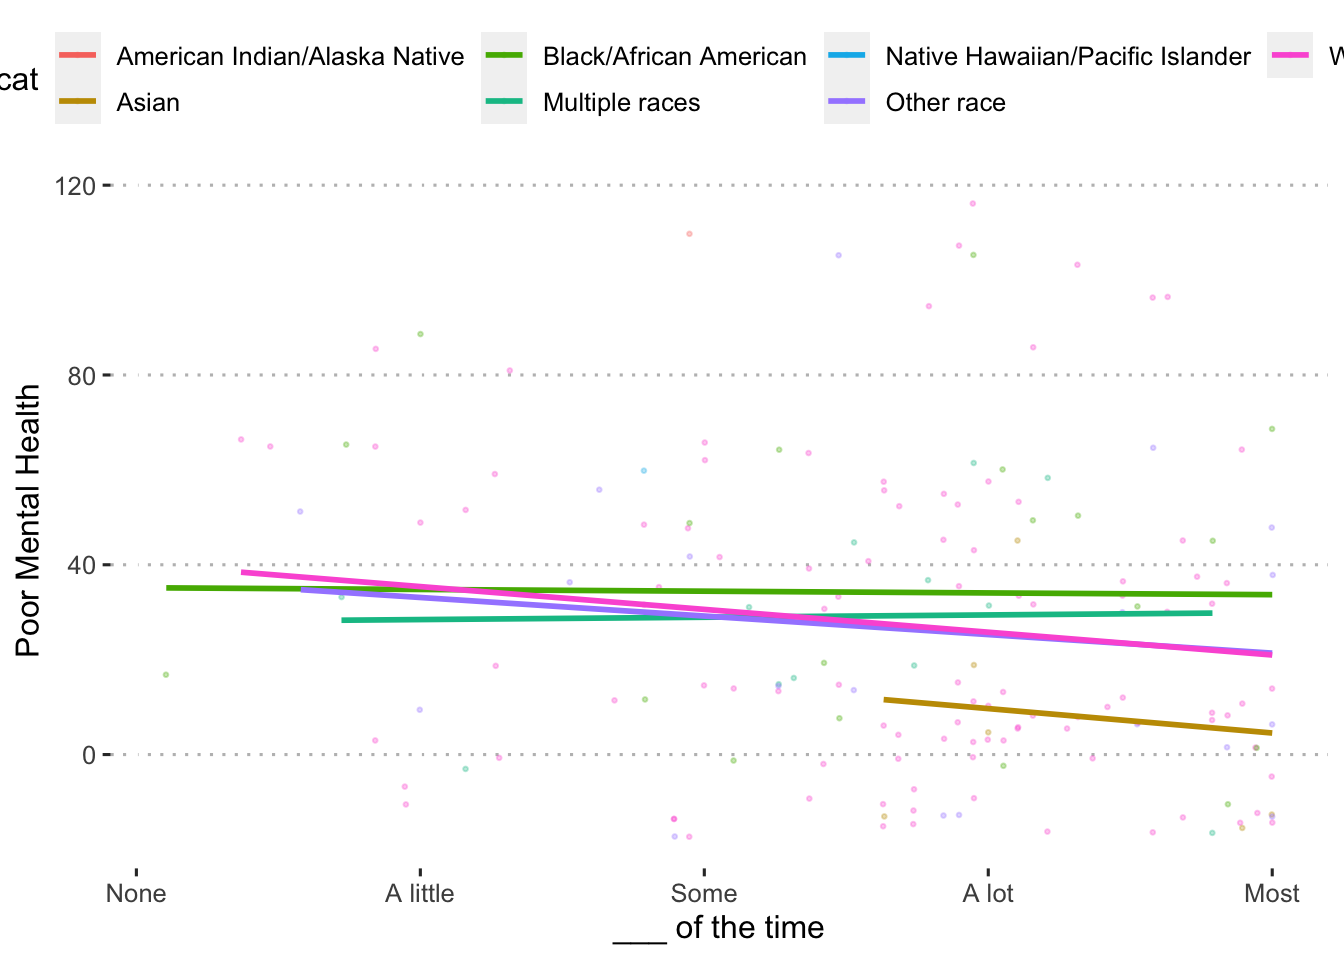 cat
American Indian/Alaska Native Black/African American Native Hawaiian/Pacific Islander W
Asian Multiple races Other race
120
80
40
0
Poor Mental Health
None A little Some A lot Most
___ of the time